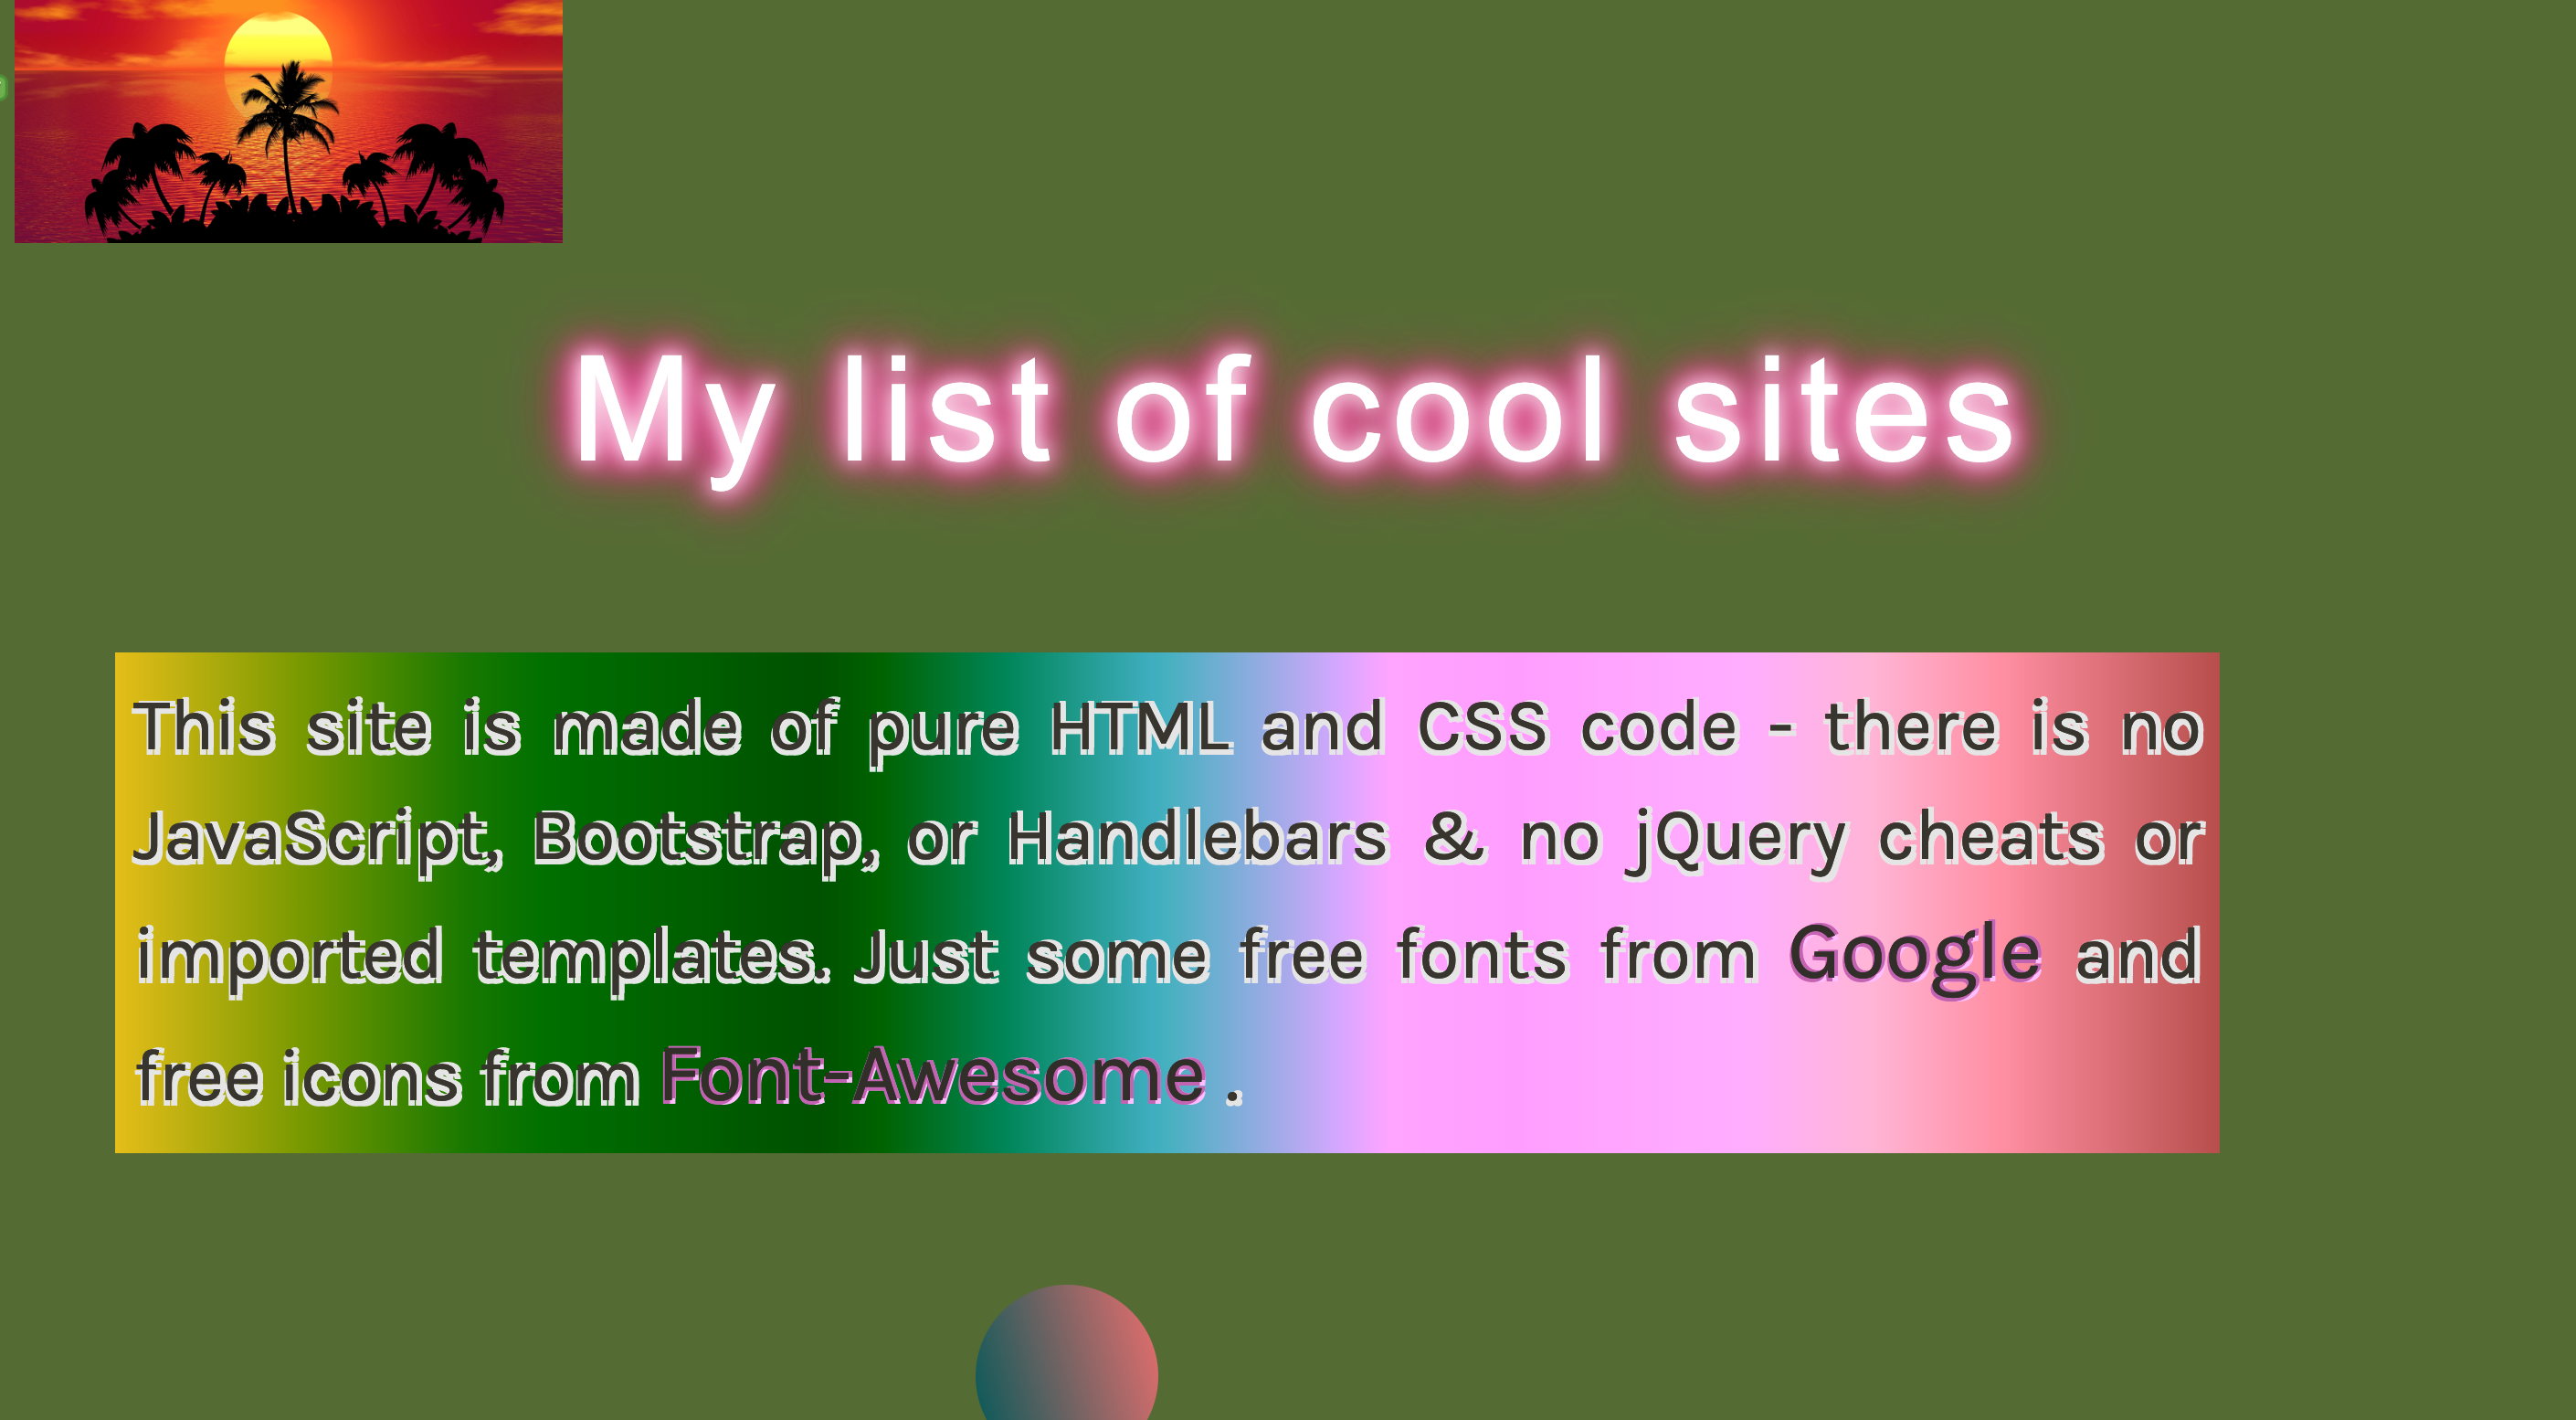 My list of cool sites
This site is made of pure HTML and CSS code - there is no
JavaScript, Bootstrap, or Handlebars & no jQuery cheats or
imported templates. Just some free fonts from Google and
free icons from Font-Awesome .